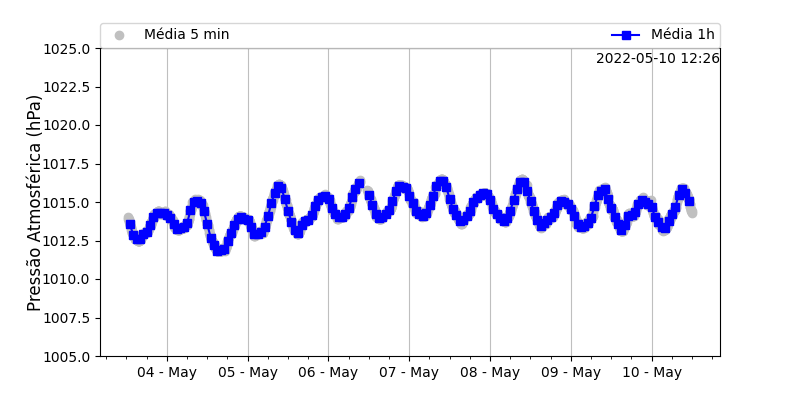 Média 5 min
Média 1h
2022-05-10 12:26
Pressão Atmosférica (hPa)
1025.0
1022.5
1020.0
1017.5
1015.0
1012.5
1010.0
1007.5
1005.0
04 - May
05 - May
06 - May
07 - May
08 - May
09 - May
10 - May